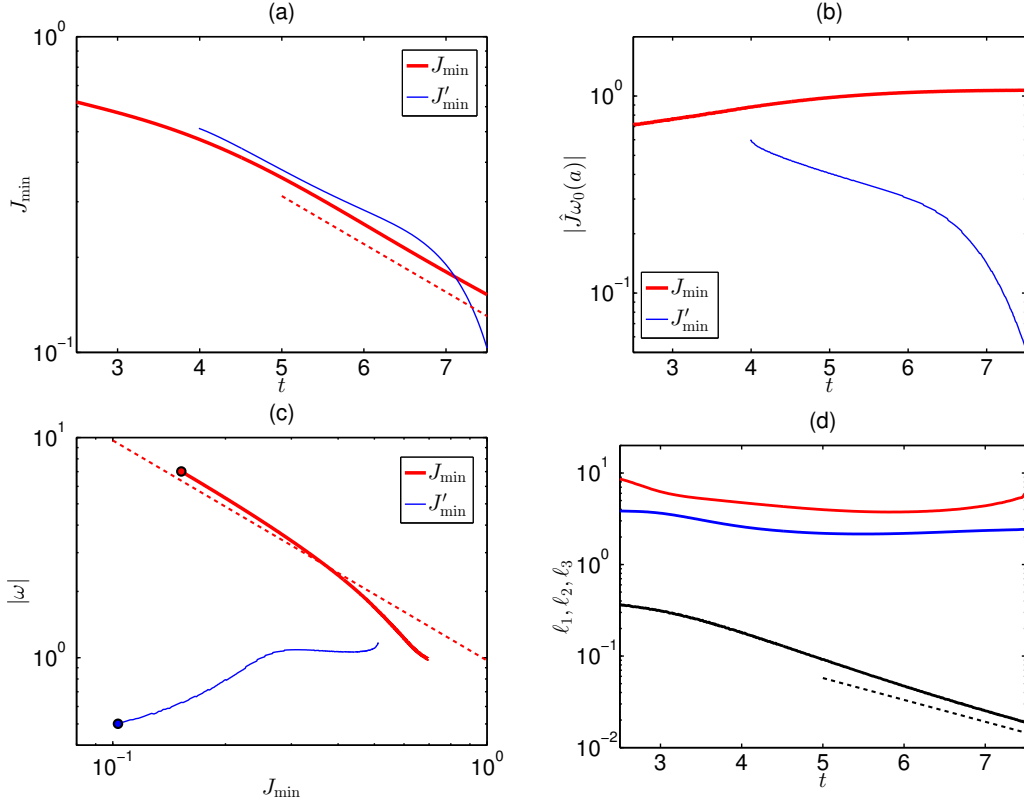 (a)
10^0
J_min
10^-1
3 4 5 6 7
t
J_min
J'_min
(b)
10^0
|Ĵω_0(a)|
10^-1
3 4 5 6 7
t
J_min
J'_min
(c)
10^1
|ω|
10^0
10^-1 10^0
J_min
J_min
J'_min
(d)
10^1
10^0
ℓ_1, ℓ_2, ℓ_3
10^-1
10^-2
3 4 5 6 7
t